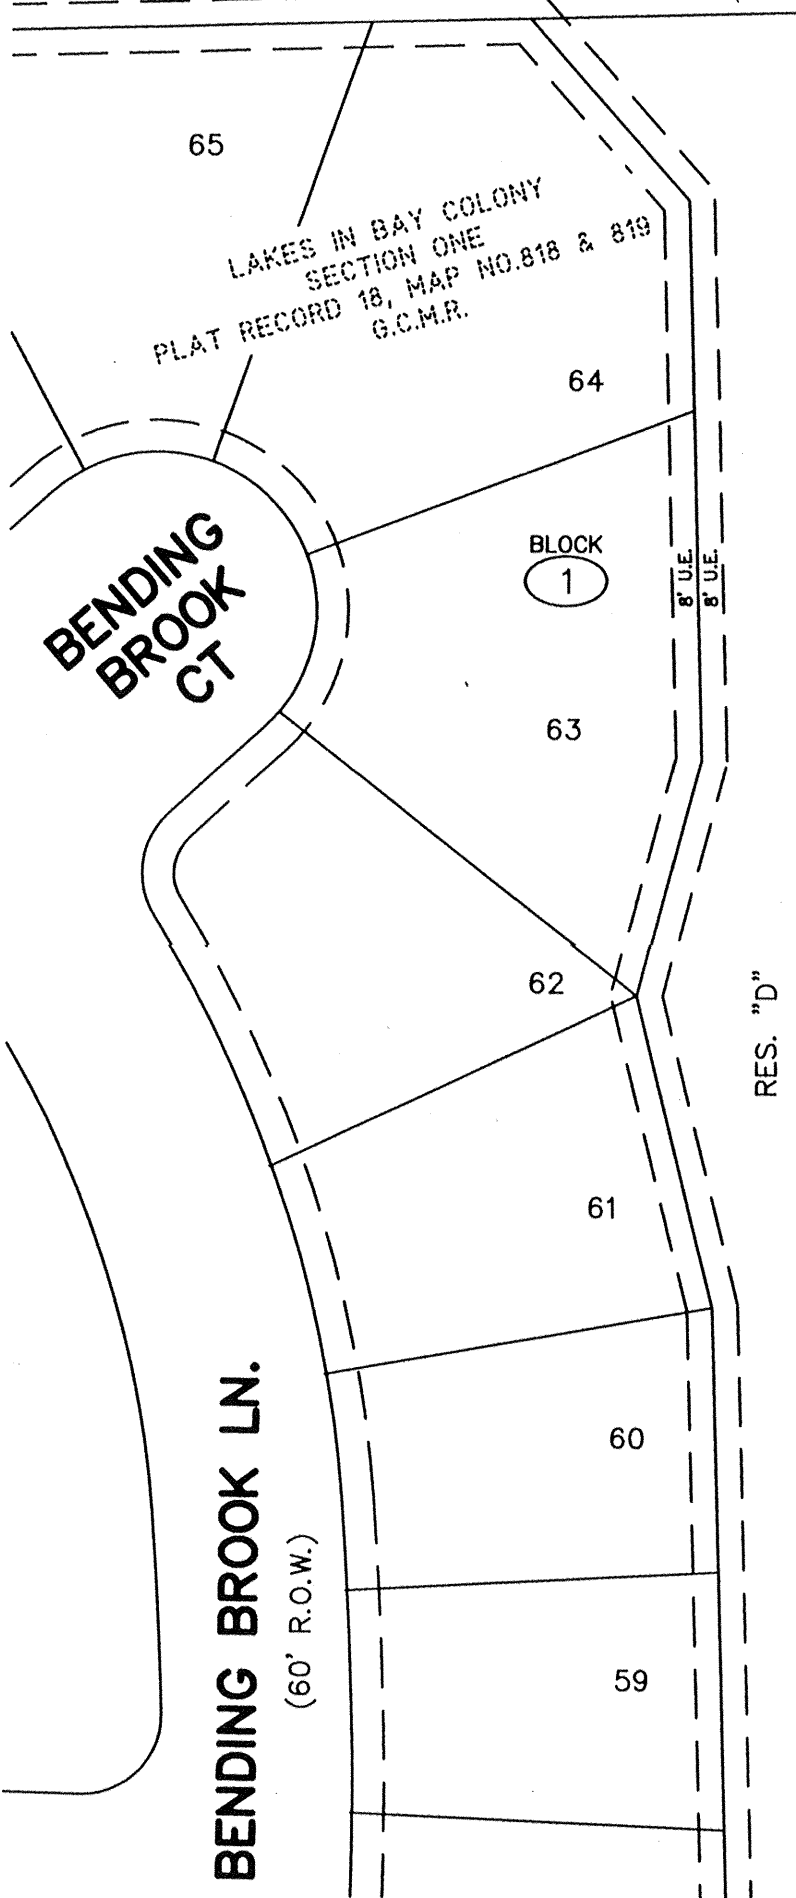 65
LAKES IN BAY COLONY
SECTION ONE
PLAT RECORD 18, MAP NO.818 & 819
G.C.M.R.
64
BENDING
BROOK
CT
BLOCK
1
8' U.E.
8' U.E.
63
62
RES. "D"
61
60
BENDING BROOK LN.
(60' R.O.W.)
59